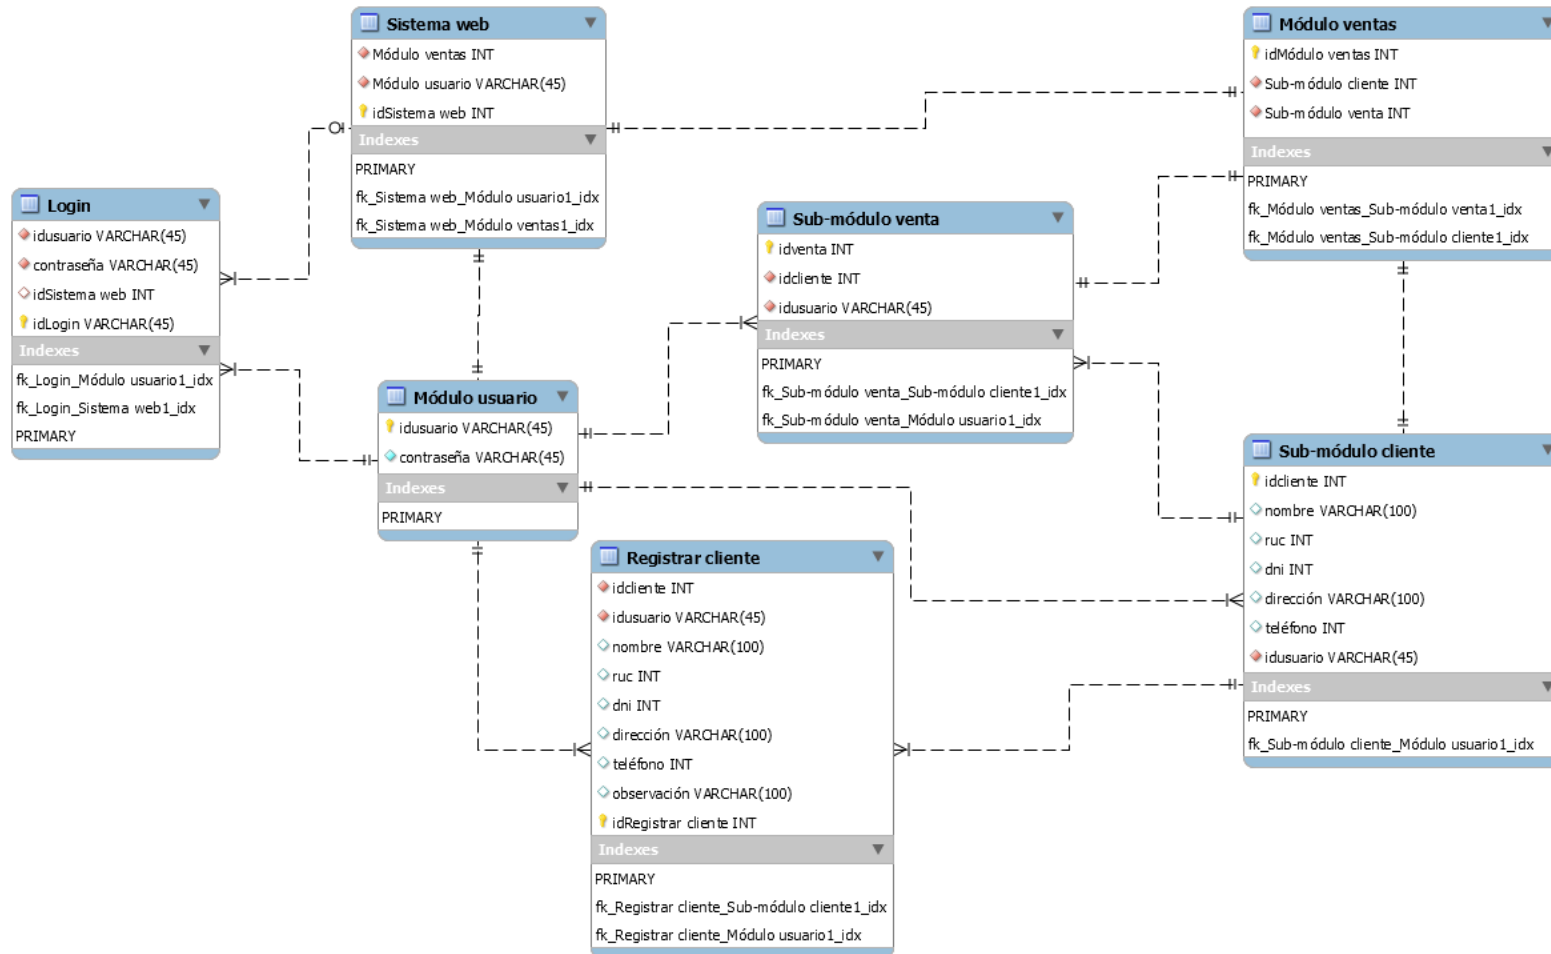 Sistema web
Módulo ventas INT
Módulo usuario VARCHAR(45)
idSistema web INT
Indexes
PRIMARY
fk_Sistema web_Módulo usuario1_idx
fk_Sistema web_Módulo ventas1_idx
Módulo ventas
idMódulo ventas INT
Sub-módulo cliente INT
Sub-módulo venta INT
Indexes
PRIMARY
fk_Módulo ventas_Sub-módulo venta1_idx
fk_Módulo ventas_Sub-módulo cliente1_idx
Login
idusuario VARCHAR(45)
contraseña VARCHAR(45)
idSistema web INT
idLogin VARCHAR(45)
Indexes
fk_Login_Módulo usuario1_idx
fk_Login_Sistema web1_idx
PRIMARY
Sub-módulo venta
idventa INT
idcliente INT
idusuario VARCHAR(45)
Indexes
PRIMARY
fk_Sub-módulo venta_Sub-módulo cliente1_idx
fk_Sub-módulo venta_Módulo usuario1_idx
Módulo usuario
idusuario VARCHAR(45)
contraseña VARCHAR(45)
Indexes
PRIMARY
Sub-módulo cliente
idcliente INT
nombre VARCHAR(100)
ruc INT
dni INT
dirección VARCHAR(100)
teléfono INT
idusuario VARCHAR(45)
Indexes
PRIMARY
fk_Sub-módulo cliente_Módulo usuario1_idx
Registrar cliente
idcliente INT
idusuario VARCHAR(45)
nombre VARCHAR(100)
ruc INT
dni INT
dirección VARCHAR(100)
teléfono INT
observación VARCHAR(100)
idRegistrar cliente INT
Indexes
PRIMARY
fk_Registrar cliente_Sub-módulo cliente1_idx
fk_Registrar cliente_Módulo usuario1_idx